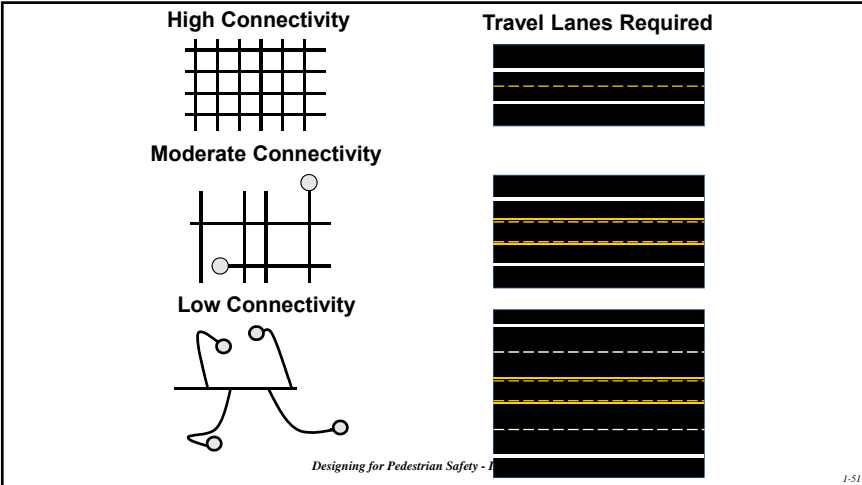 High Connectivity
Travel Lanes Required
Moderate Connectivity
Low Connectivity
Designing for Pedestrian Safety -
1-51